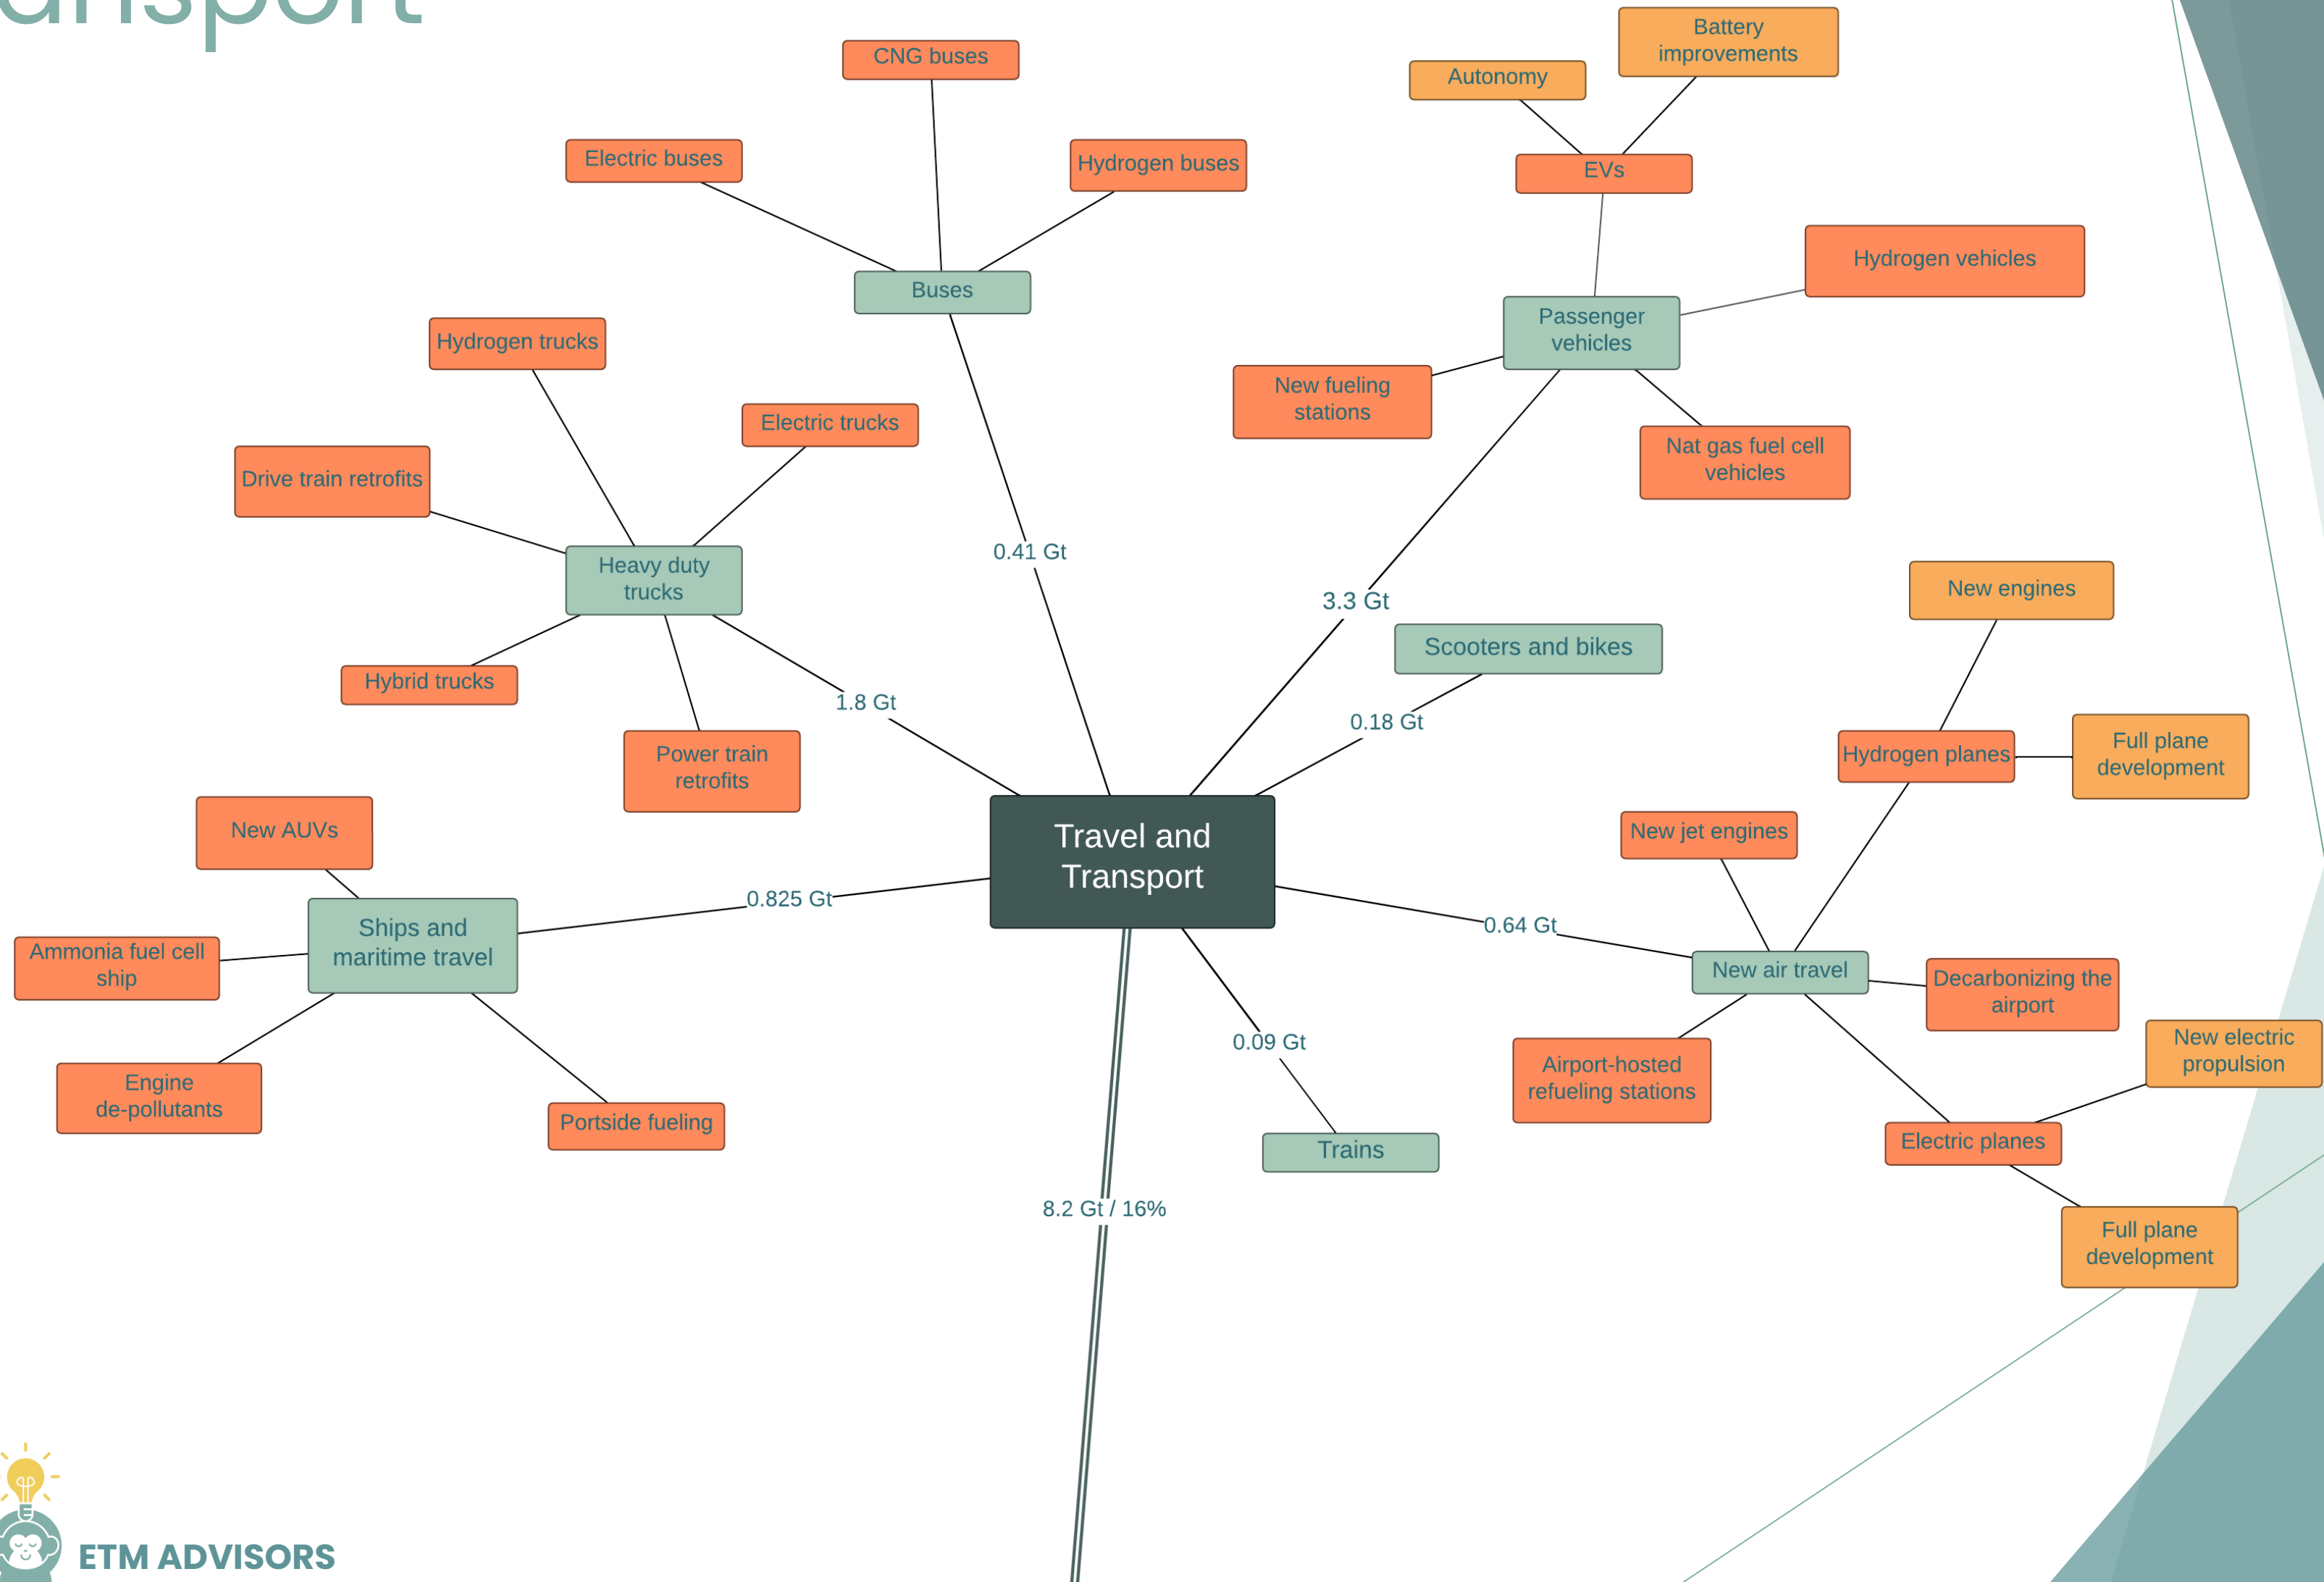 ansport
CNG buses
Electric buses
Hydrogen buses
Buses
Autonomy
Battery
improvements
EVs
Hydrogen vehicles
Passenger
vehicles
New fueling
stations
Nat gas fuel cell
vehicles
Hydrogen trucks
Electric trucks
Drive train retrofits
Heavy duty
trucks
Hybrid trucks
Power train
retrofits
0.41 Gt
3.3 Gt
1.8 Gt
Scooters and bikes
0.18 Gt
New engines
Hydrogen planes
Full plane
development
New jet engines
Travel and
Transport
New AUVs
Ships and
maritime travel
0.825 Gt
Ammonia fuel cell
ship
Engine
de-pollutants
Portside fueling
0.64 Gt
New air travel
Decarbonizing the
airport
Airport-hosted
refueling stations
New electric
propulsion
Electric planes
Full plane
development
0.09 Gt
Trains
8.2 Gt / 16%
ETM ADVISORS